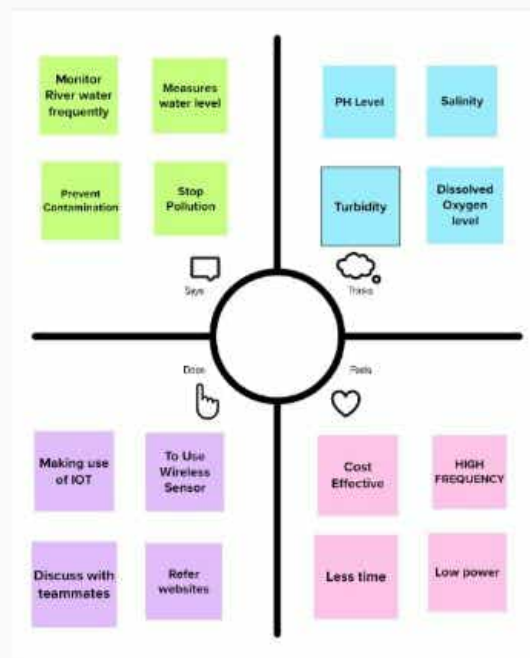 Monitor
River water
frequently
Measures
water level
Prevent
Contamination
Stop
Pollution
Says
PH Level
Salinity
Turbidity
Dissolved
Oxygen
level
Thinks
Does
Making use
of IOT
To Use
Wireless
Sensor
Discuss with
teammates
Refer
websites
Feels
Cost
Effective
HIGH
FREQUENCY
Less time
Low power